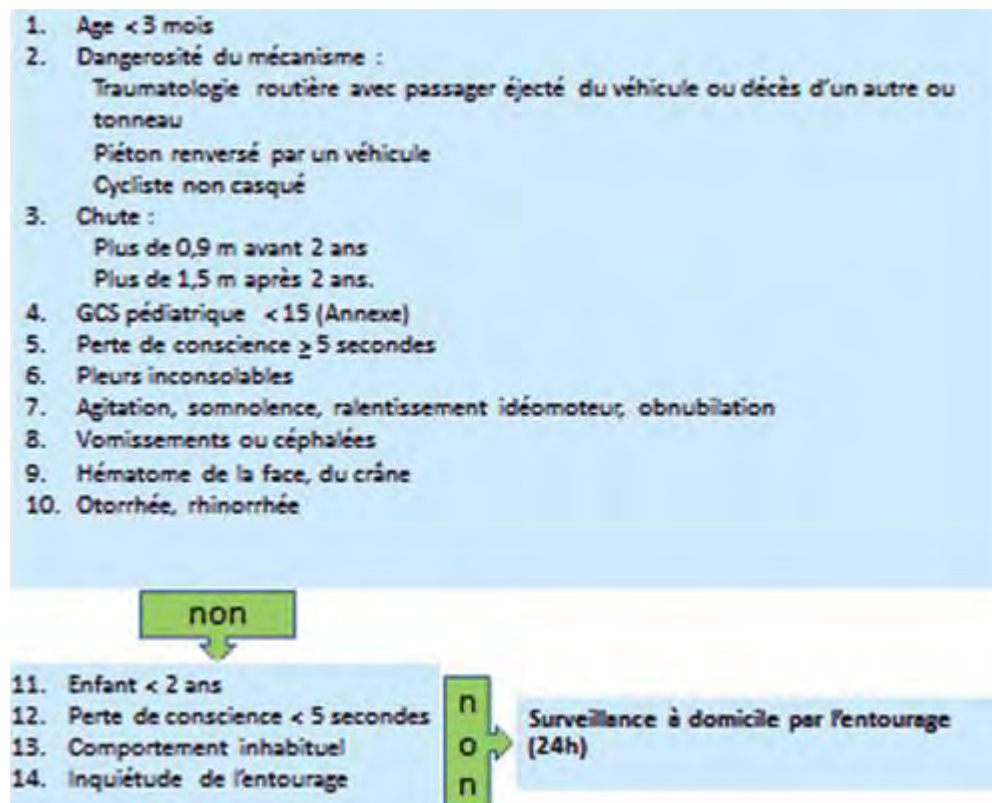 1. Age < 3 mois
2. Dangerosité du mécanisme :
Traumatologie routière avec passager éjecté du véhicule ou décès d'un autre ou
tonneau
Piéton renversé par un véhicule
Cycliste non casqué
3. Chute :
Plus de 0,9 m avant 2 ans
Plus de 1,5 m après 2 ans.
4. GCS pédiatrique < 15 (Annexe)
5. Perte de conscience ≥ 5 secondes
6. Pleurs inconsolables
7. Agitation, somnolence, ralentissement idéomoteur, obnubilation
8. Vomissements ou céphalées
9. Hématome de la face, du crâne
10. Otorrhée, rhinorrhée
non
11. Enfant < 2 ans
12. Perte de conscience < 5 secondes
13. Comportement inhabituel
14. Inquiétude de l'entourage
n
o
n
Surveillance à domicile par l'entourage
(24h)